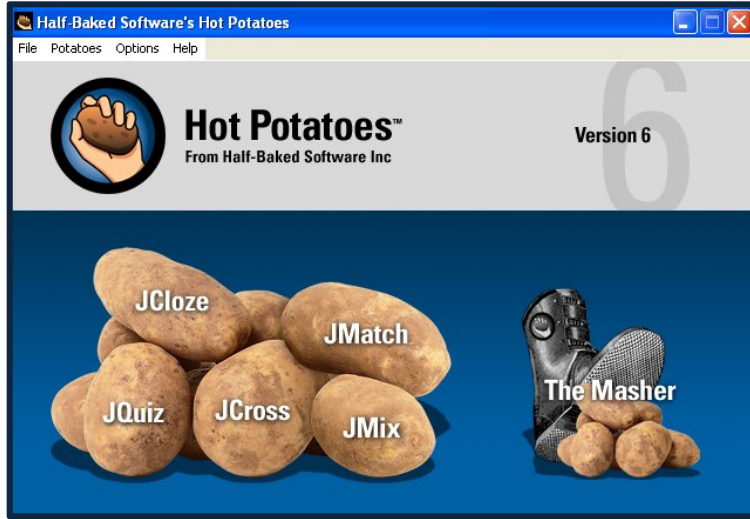 Half-Baked Software's Hot Potatoes
File Potatoes Options Help
6
Hot Potatoes™
From Half-Baked Software Inc
Version 6
JCloze
JMatch
JQuiz
JCross
JMix
The Masher